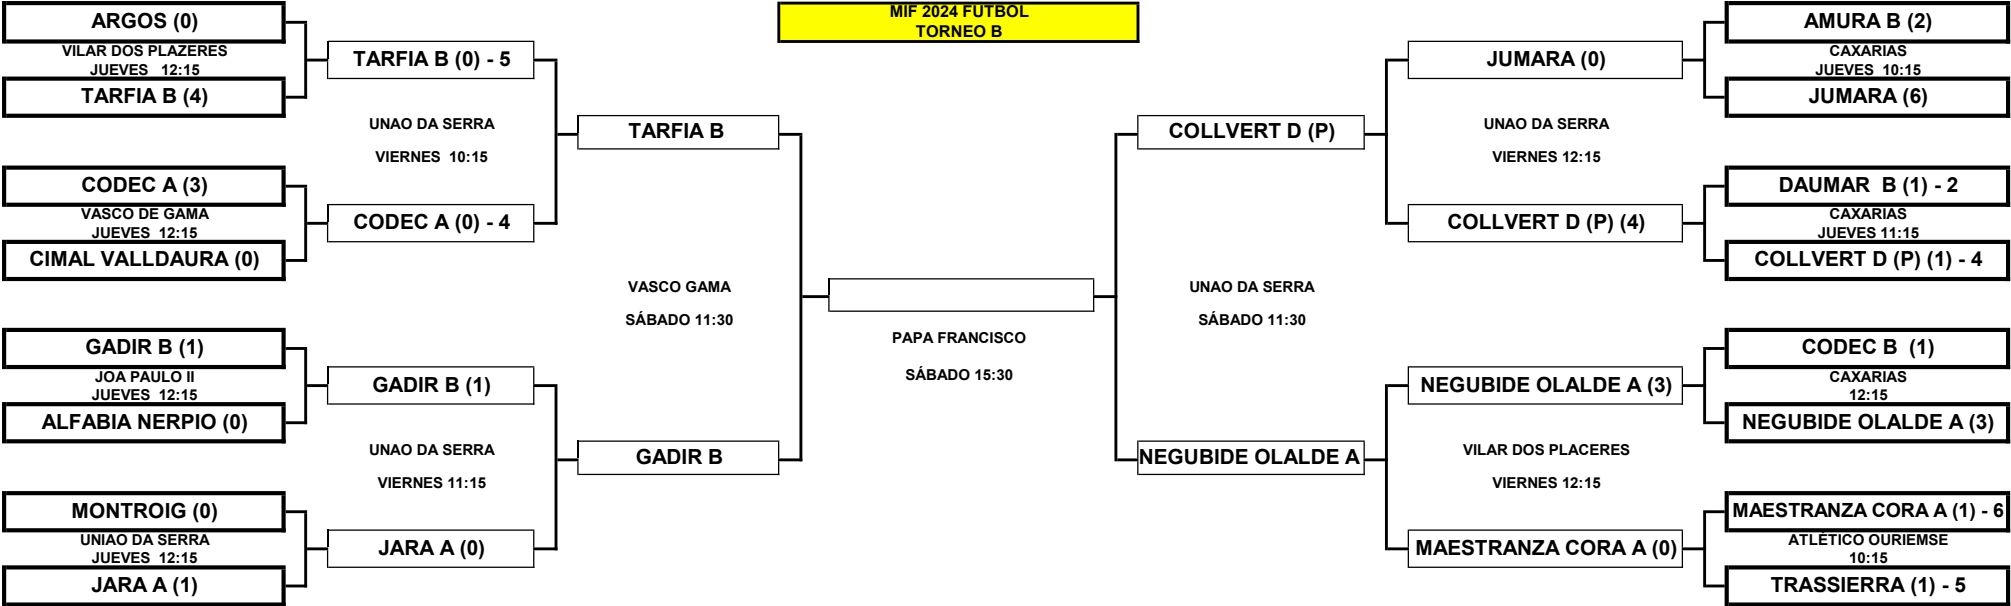 MIF 2024 FUTBOL
TORNEO B
ARGOS (0)
VILAR DOS PLAZERES
JUEVES 12:15
TARFIA B (4)
CODEC A (3)
VASCO DE GAMA
JUEVES 12:15
CIMAL VALLDAURA (0)
GADIR B (1)
JOA PAULO II
JUEVES 12:15
ALFABIA NERPIO (0)
MONTROIG (0)
UNIAO DA SERRA
JUEVES 12:15
JARA A (1)
TARFIA B (0) - 5
UNAO DA SERRA
VIERNES 10:15
CODEC A (0) - 4
GADIR B (1)
UNAO DA SERRA
VIERNES 11:15
JARA A (0)
TARFIA B
VASCO GAMA
SÁBADO 11:30
GADIR B
PAPA FRANCISCO
SÁBADO 15:30
COLLVERT D (P)
UNAO DA SERRA
SÁBADO 11:30
NEGUBIDE OLALDE A
JUMARA (0)
UNAO DA SERRA
VIERNES 12:15
COLLVERT D (P) (4)
NEGUBIDE OLALDE A (3)
VILAR DOS PLACERES
VIERNES 12:15
MAESTRANZA CORA A (0)
AMURA B (2)
CAXARIAS
JUEVES 10:15
JUMARA (6)
DAUMAR B (1) - 2
CAXARIAS
JUEVES 11:15
COLLVERT D (P) (1) - 4
CODEC B (1)
CAXARIAS
12:15
NEGUBIDE OLALDE A (3)
MAESTRANZA CORA A (1) - 6
ATLÉTICO OURIEMSE
10:15
TRASSIERRA (1) - 5